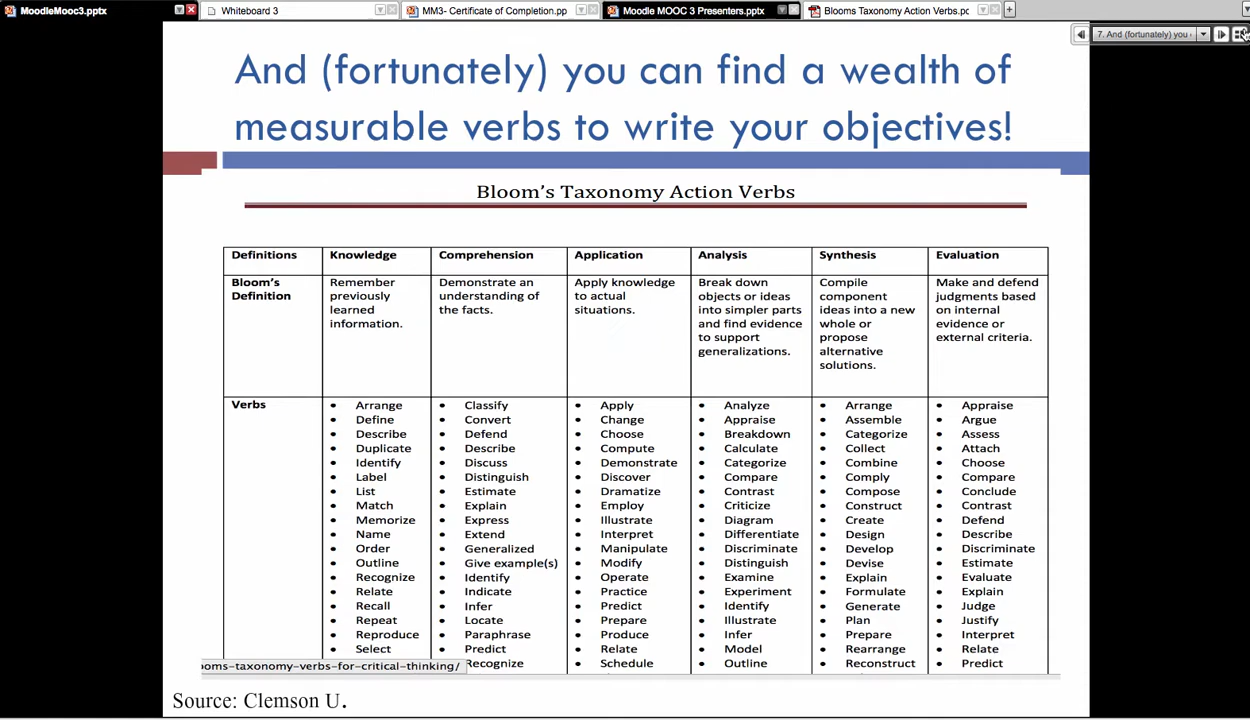 MoodleMooc3.pptx
Whiteboard 3
MM3- Certificate of Completion.pp
Moodle MOOC 3 Presenters.pptx
Blooms Taxonomy Action Verbs.pc
7. And (fortunately) you
And (fortunately) you can find a wealth of
measurable verbs to write your objectives!
Bloom's Taxonomy Action Verbs
Definitions Knowledge Comprehension Application Analysis Synthesis Evaluation
Bloom's Definition
Remember previously learned information.
Demonstrate an understanding of the facts.
Apply knowledge to actual situations.
Break down objects or ideas into simpler parts and find evidence to support generalizations.
Compile component ideas into a new whole or propose alternative solutions.
Make and defend judgments based on internal evidence or external criteria.
Verbs
• Arrange • Classify • Apply • Analyze • Arrange • Appraise
• Define • Convert • Change • Appraise • Assemble • Argue
• Describe • Defend • Choose • Breakdown • Categorize • Assess
• Duplicate • Describe • Compute • Calculate • Collect • Attach
• Identify • Discuss • Demonstrate • Categorize • Combine • Choose
• Label • Distinguish • Discover • Compare • Comply • Compare
• List • Estimate • Dramatize • Contrast • Compose • Conclude
• Match • Explain • Employ • Criticize • Construct • Contrast
• Memorize • Express • Illustrate • Diagram • Create • Defend
• Name • Extend • Interpret • Differentiate • Design • Describe
• Order • Generalized • Manipulate • Discriminate • Develop • Discriminate
• Outline • Give example(s) • Modify • Distinguish • Devise • Estimate
• Recognize • Identify • Operate • Examine • Explain • Evaluate
• Relate • Indicate • Practice • Experiment • Formulate • Explain
• Recall • Infer • Predict • Identify • Generate • Judge
• Repeat • Locate • Prepare • Illustrate • Plan • Justify
• Reproduce • Paraphrase • Produce • Infer • Prepare • Interpret
• Select • Predict • Relate • Model • Rearrange • Relate
Recognize • Schedule • Outline • Reconstruct • Predict
ooms-taxonomy-verbs-for-critical-thinking/
Source: Clemson U.